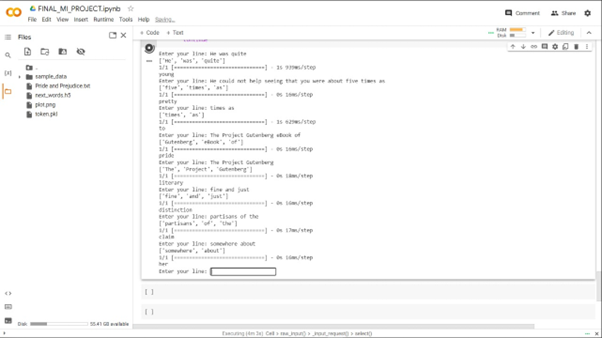 FINAL_MI_PROJECT.ipynb
File Edit View Insert Runtime Tools Help Saving...
Comment Share
Files
+ Code + Text
RAM
Disk
Editing
..
sample_data
Pride and Prejudice.txt
next_words.h5
plot.png
token.pkl
Enter your line: He was quite
['He', 'was', 'quite']
1/1 [==============================] - 1s 939ms/step
young
Enter your line: He could not help seeing that you were about five times as
['five', 'times', 'as']
1/1 [==============================] - 0s 16ms/step
pretty
Enter your line: times as
['times', 'as']
1/1 [==============================] - 1s 629ms/step
to
Enter your line: The Project Gutenberg eBook of
['Gutenberg', 'eBook', 'of']
1/1 [==============================] - 0s 16ms/step
pride
Enter your line: The Project Gutenberg
['The', 'Project', 'Gutenberg']
1/1 [==============================] - 0s 18ms/step
literary
Enter your line: fine and just
['fine', 'and', 'just']
1/1 [==============================] - 0s 16ms/step
distinction
Enter your line: partisans of the
['partisans', 'of', 'the']
1/1 [==============================] - 0s 17ms/step
claim
Enter your line: somewhere about
['somewhere', 'about']
1/1 [==============================] - 0s 16ms/step
her
Enter your line:
[ ]
[ ]
Disk 55.41 GB available
Executing (4m 3s) Cell > raw_input() > _input_request() > select()